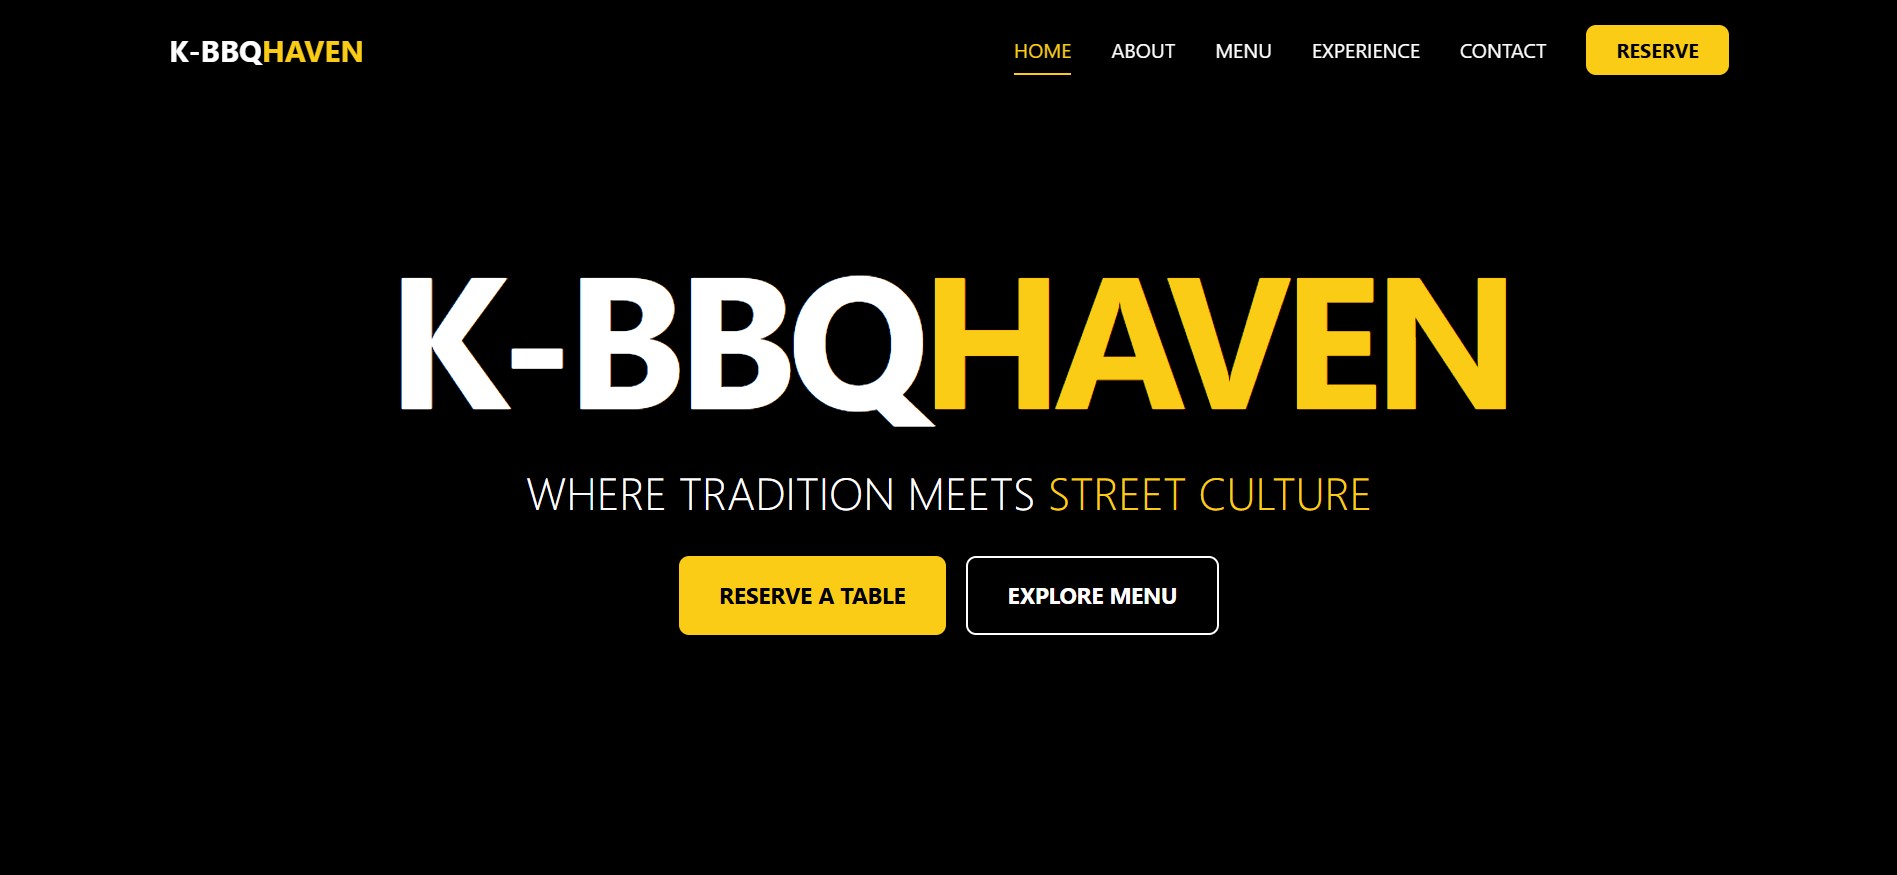 K-BBQHAVEN
HOME
ABOUT
MENU
EXPERIENCE
CONTACT
RESERVE
K-BBQHAVEN
WHERE TRADITION MEETS STREET CULTURE
RESERVE A TABLE
EXPLORE MENU